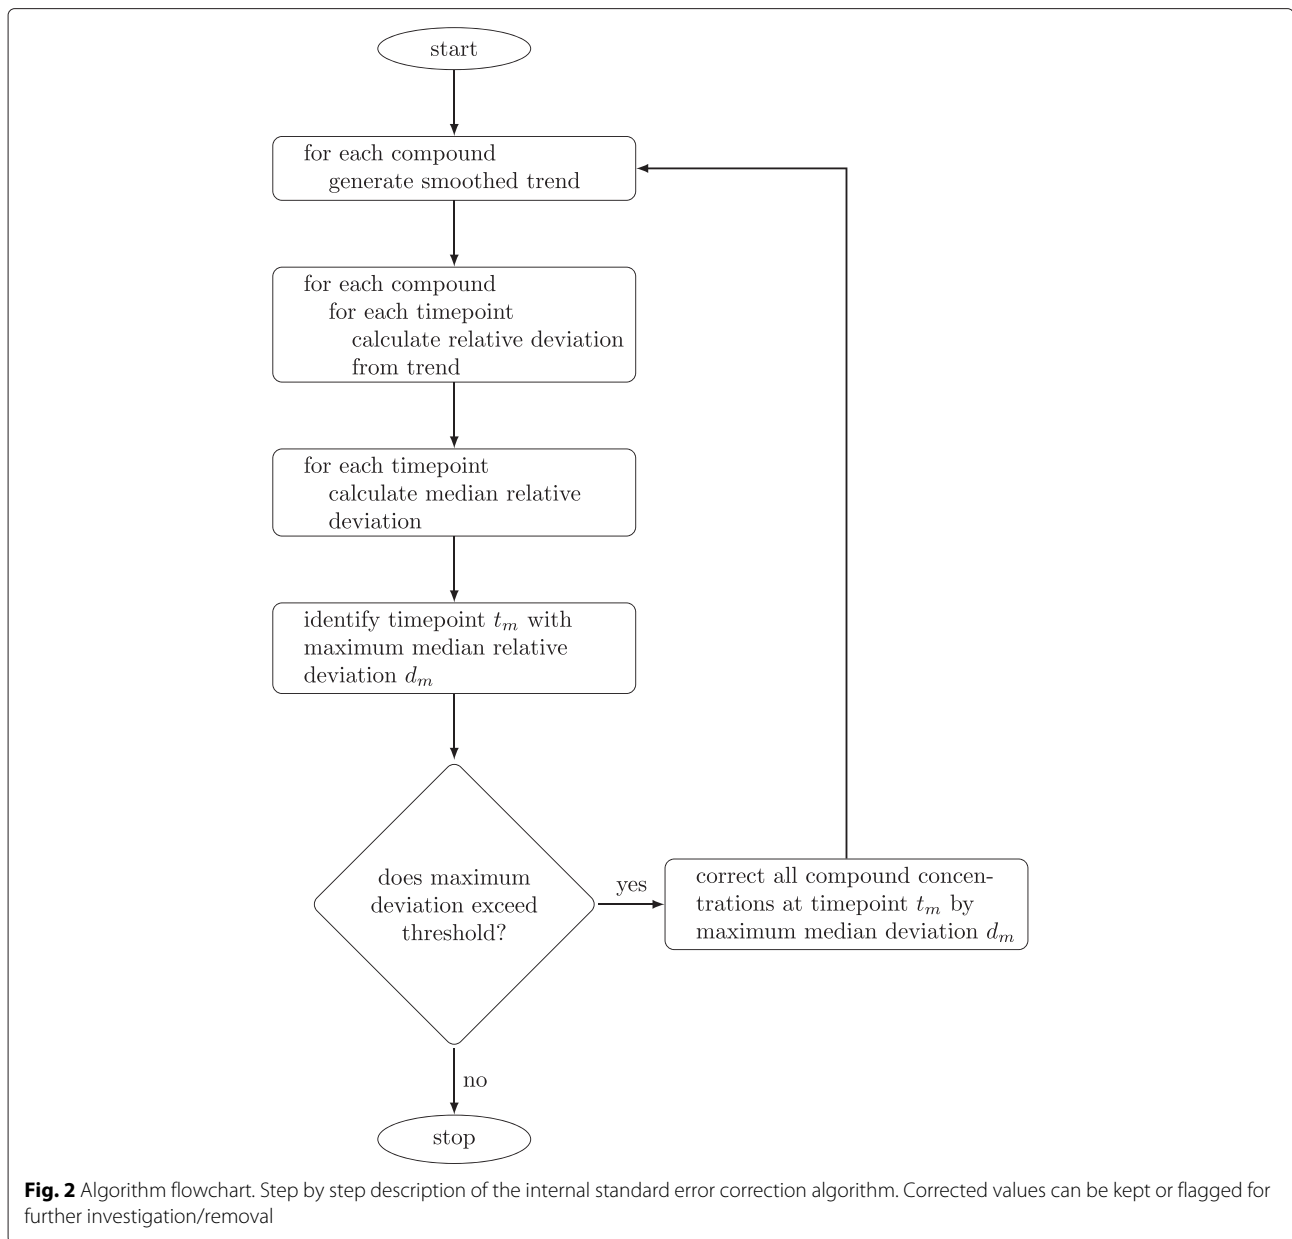 start
for each compound
generate smoothed trend
for each compound
for each timepoint
calculate relative deviation
from trend
for each timepoint
calculate median relative
deviation
identify timepoint tₘ with
maximum median relative
deviation dₘ
does maximum
deviation exceed
threshold?
yes
correct all compound concen-
trations at timepoint tₘ by
maximum median deviation dₘ
no
stop
Fig. 2 Algorithm flowchart. Step by step description of the internal standard error correction algorithm. Corrected values can be kept or flagged for
further investigation/removal